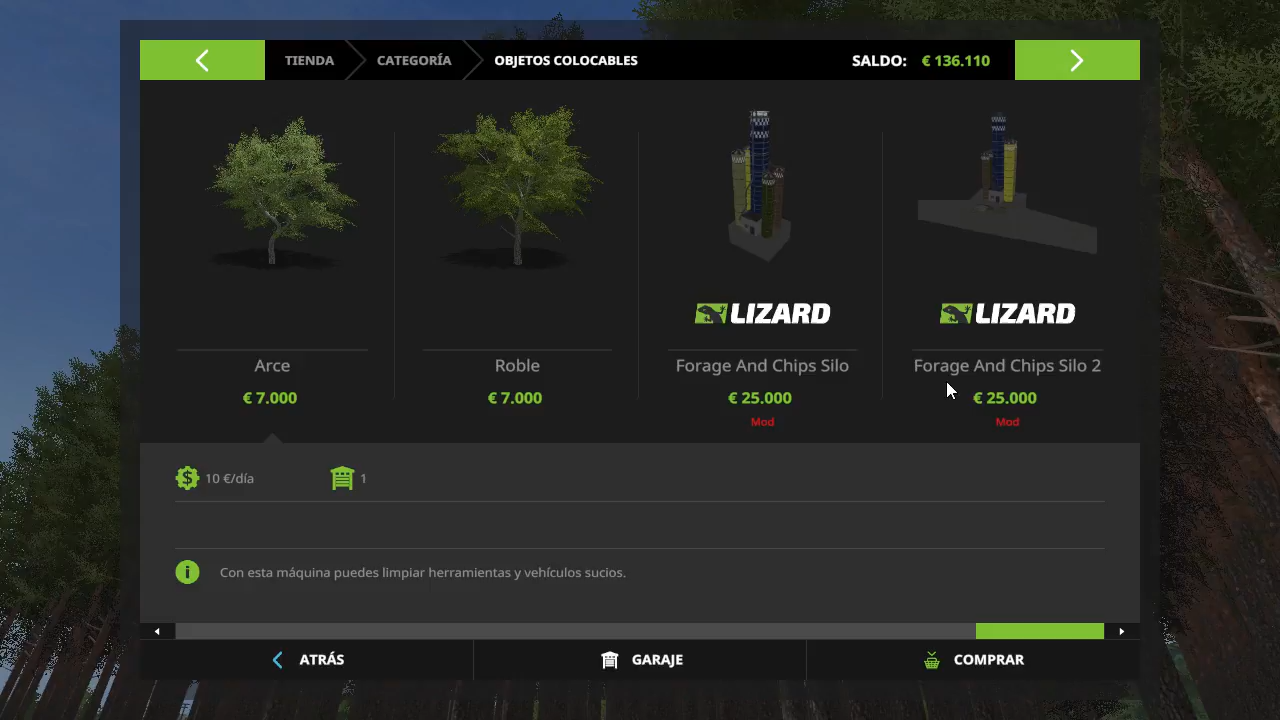 TIENDA
CATEGORÍA
OBJETOS COLOCABLES
SALDO: € 136.110
LIZARD
LIZARD
Arce
Roble
Forage And Chips Silo
Forage And Chips Silo 2
€ 7.000
€ 7.000
€ 25.000
€ 25.000
Mod
Mod
10 €/día
1
Con esta máquina puedes limpiar herramientas y vehículos sucios.
ATRÁS
GARAJE
COMPRAR